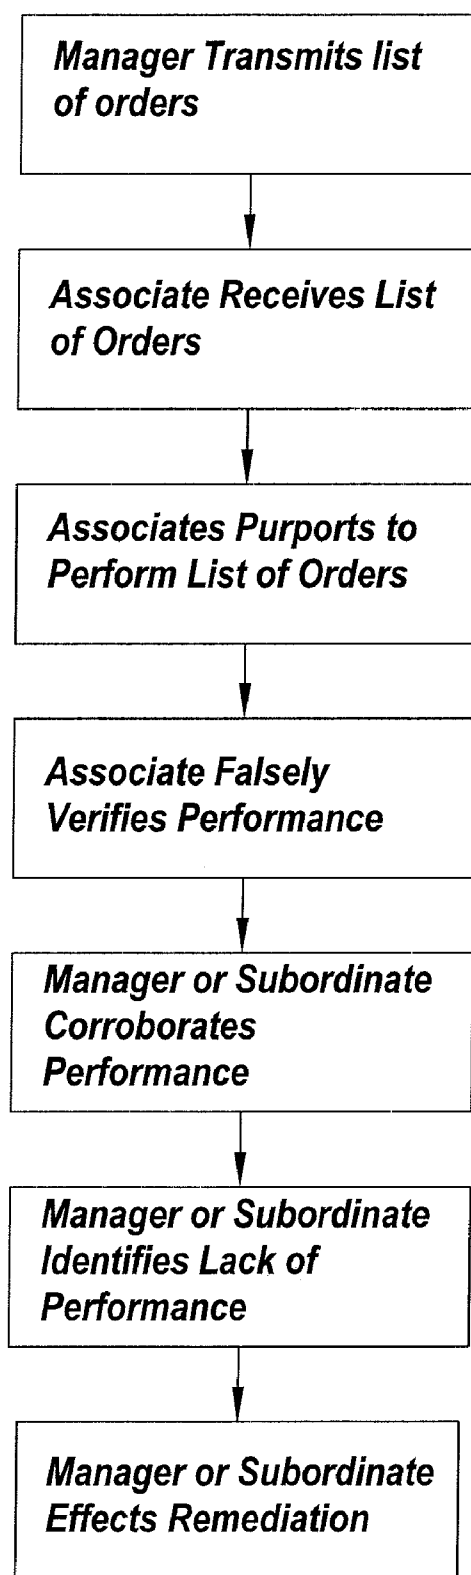 Manager Transmits list
of orders
Associate Receives List
of Orders
Associates Purports to
Perform List of Orders
Associate Falsely
Verifies Performance
Manager or Subordinate
Corroborates
Performance
Manager or Subordinate
Identifies Lack of
Performance
Manager or Subordinate
Effects Remediation